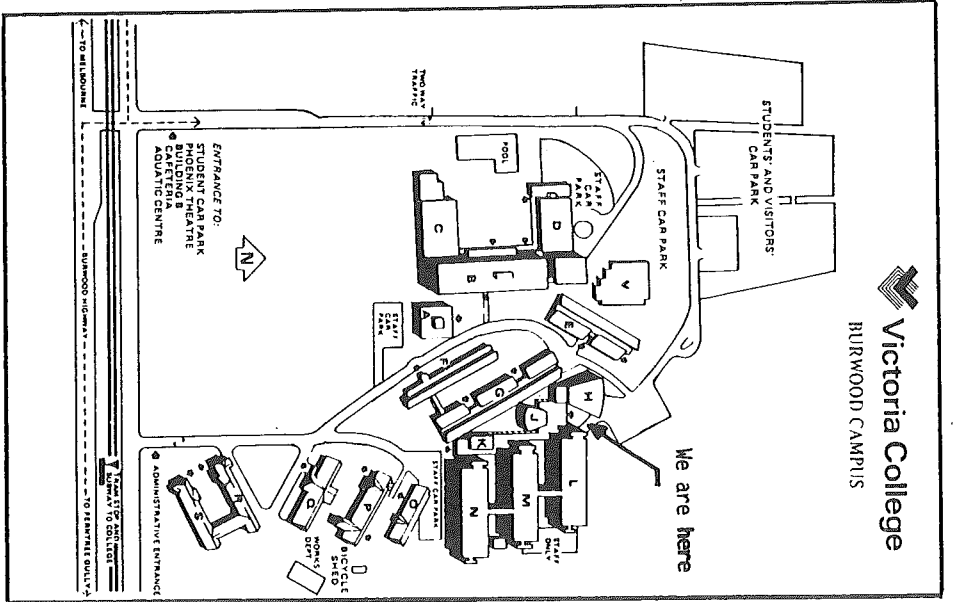 Victoria College
BURWOOD CAMPUS
We are here
STUDENTS' AND VISITORS'
CAR PARK
STAFF CAR PARK
TWO WAY
TRAFFIC
POOL
STAFF
CAR
PARK
D
C
B
V
E
A
STAFF
CAR
PARK
F
G
H
J
K
L
M
N
STAFF
ONLY
STAFF CAR PARK
O
P
Q
R
S
BICYCLE
SHED
WORKS
DEPT
N
ENTRANCE TO:
STUDENT CAR PARK
PHOENIX THEATRE
BUILDING B
CAFETERIA
AQUATIC CENTRE
ADMINISTRATIVE ENTRANCE
TO MELBOURNE
BURWOOD HIGHWAY
TRAM STOP AND
SUBWAY TO COLLEGE
TO FERNTREE GULLY